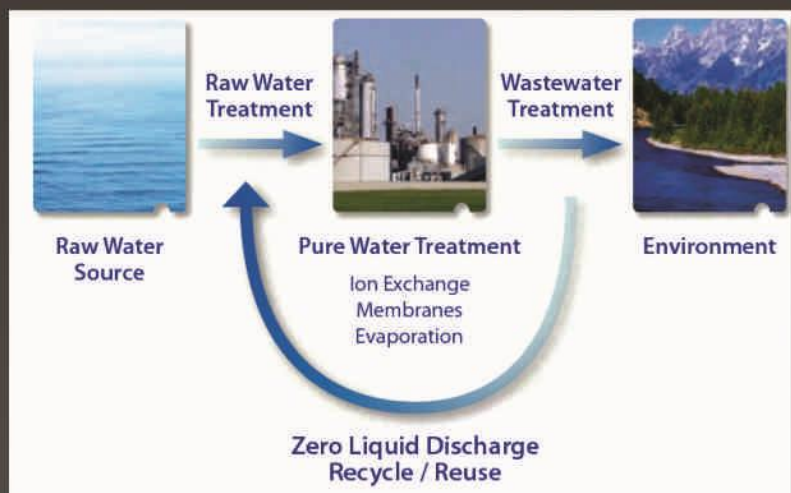 Raw Water
Treatment
Wastewater
Treatment
Raw Water
Source
Pure Water Treatment
Ion Exchange
Membranes
Evaporation
Environment
Zero Liquid Discharge
Recycle / Reuse